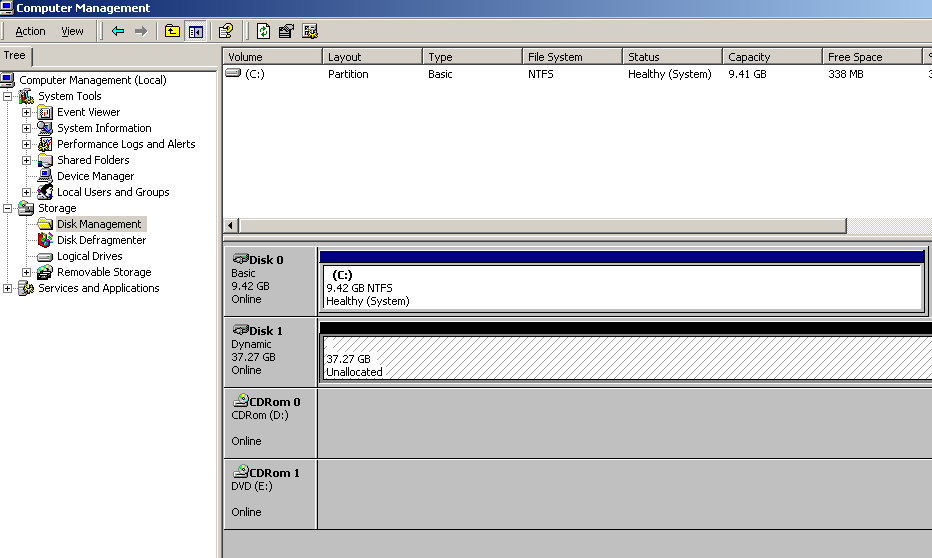 Computer Management
Action View
Tree
Volume Layout Type File System Status Capacity Free Space
(C:) Partition Basic NTFS Healthy (System) 9.41 GB 338 MB
Computer Management (Local)
System Tools
Event Viewer
System Information
Performance Logs and Alerts
Shared Folders
Device Manager
Local Users and Groups
Storage
Disk Management
Disk Defragmenter
Logical Drives
Removable Storage
Services and Applications
Disk 0
Basic
9.42 GB
Online
(C:)
9.42 GB NTFS
Healthy (System)
Disk 1
Dynamic
37.27 GB
Online
37.27 GB
Unallocated
CDRom 0
CDRom (D:)
Online
CDRom 1
DVD (E:)
Online